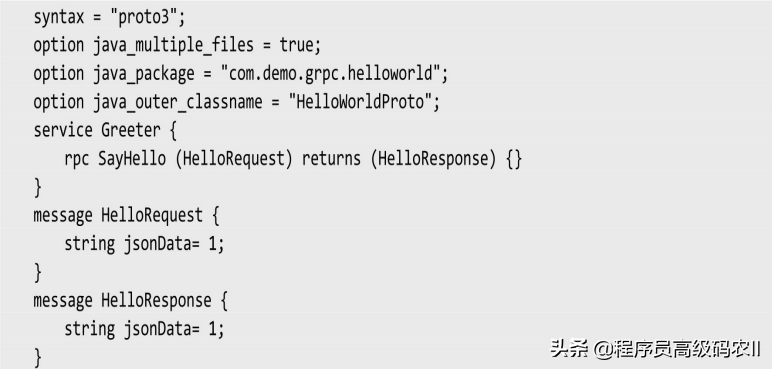 syntax = "proto3";
option java_multiple_files = true;
option java_package = "com.demo.grpc.helloworld";
option java_outer_classname = "HelloWorldProto";
service Greeter {
    rpc SayHello (HelloRequest) returns (HelloResponse) {}
}
message HelloRequest {
    string jsonData= 1;
}
message HelloResponse {
    string jsonData= 1;
}
头条 @程序员高级码农II